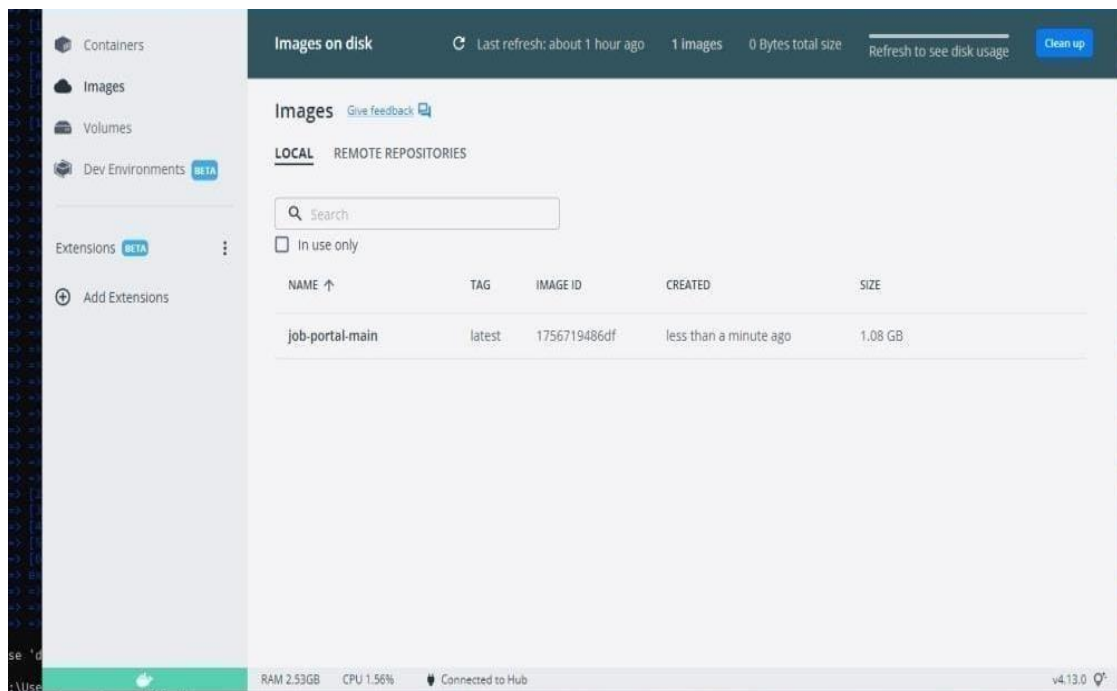 Containers
Images
Volumes
Dev Environments BETA
Extensions BETA
Add Extensions
Images on disk Last refresh: about 1 hour ago 1 images 0 Bytes total size Refresh to see disk usage Clean up
Images Give feedback
LOCAL REMOTE REPOSITORIES
Search
In use only
NAME TAG IMAGE ID CREATED SIZE
job-portal-main latest 1756719486df less than a minute ago 1.08 GB
se 'd
:\Use
RAM 2.53GB CPU 1.56% Connected to Hub v4.13.0